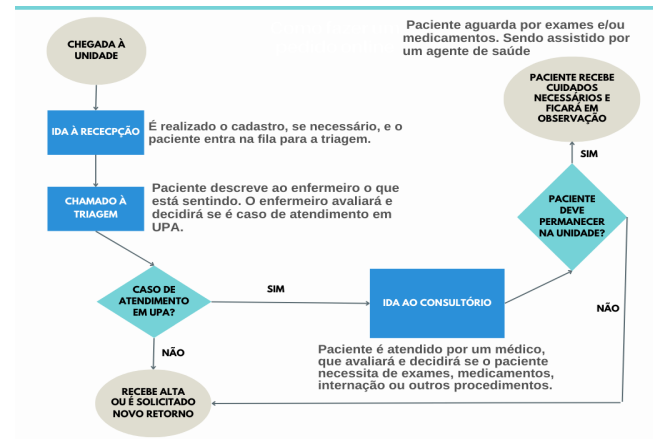 CHEGADA À
UNIDADE
IDA À RECECPÇÃO
É realizado o cadastro, se necessário, e o
paciente entra na fila para a triagem.
CHAMADO À
TRIAGEM
Paciente descreve ao enfermeiro o que
está sentindo. O enfermeiro avaliará e
decidirá se é caso de atendimento em
UPA.
CASO DE
ATENDIMENTO
EM UPA?
SIM
NÃO
RECEBE ALTA
OU É SOLICITADO
NOVO RETORNO
IDA AO CONSULTÓRIO
Paciente é atendido por um médico,
que avaliará e decidirá se o paciente
necessita de exames, medicamentos,
internação ou outros procedimentos.
PACIENTE
DEVE
PERMANECER
NA UNIDADE?
SIM
NÃO
PACIENTE RECEBE
CUIDADOS
NECESSÁRIOS E
FICARÁ EM
OBSERVAÇÃO
Paciente aguarda por exames e/ou
medicamentos. Sendo assistido por
um agente de saúde